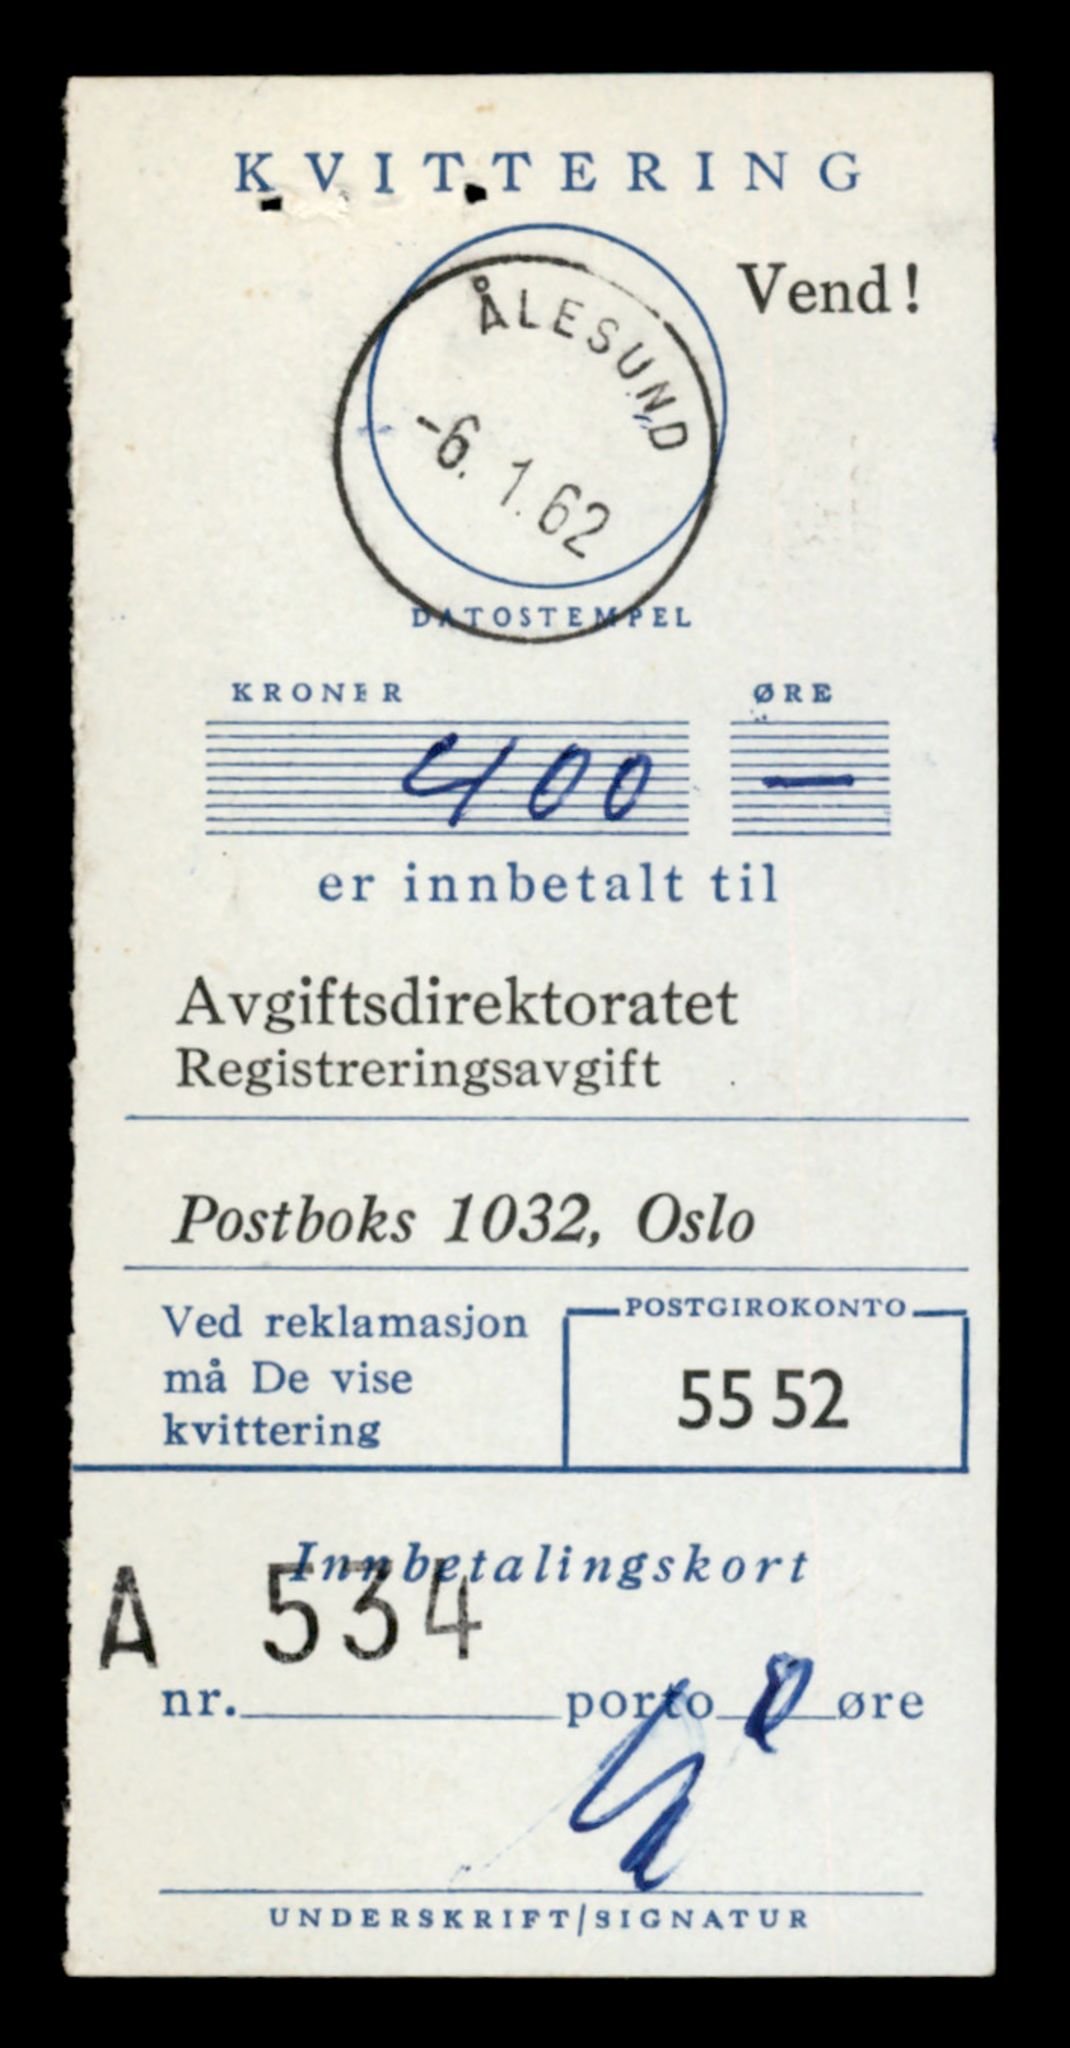 KVITTERING
Vend!
ÅLESUND
-6. 1. 62
DATOSTEMPEL
KRONER ØRE
400 —
er innbetalt til
Avgiftsdirektoratet
Registreringsavgift
Postboks 1032, Oslo
Ved reklamasjon
må De vise
kvittering
POSTGIROKONTO
55 52
Innbetalingskort
A 534
nr. porto øre
UNDERSKRIFT/SIGNATUR